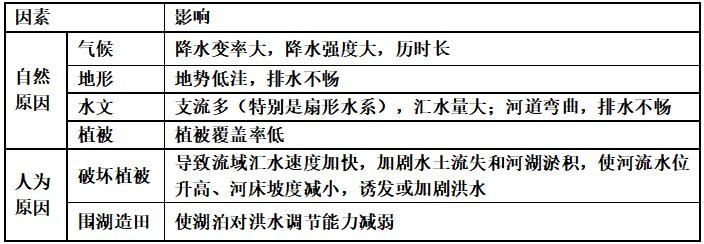 因素 影响
自然原因 气候 降水变率大，降水强度大，历时长
地形 地势低洼，排水不畅
水文 支流多（特别是扇形水系），汇水量大；河道弯曲，排水不畅
植被 植被覆盖率低
人为原因 破坏植被 导致流域汇水速度加快，加剧水土流失和河湖淤积，使河流水位
升高、河床坡度减小，诱发或加剧洪水
围湖造田 使湖泊对洪水调节能力减弱